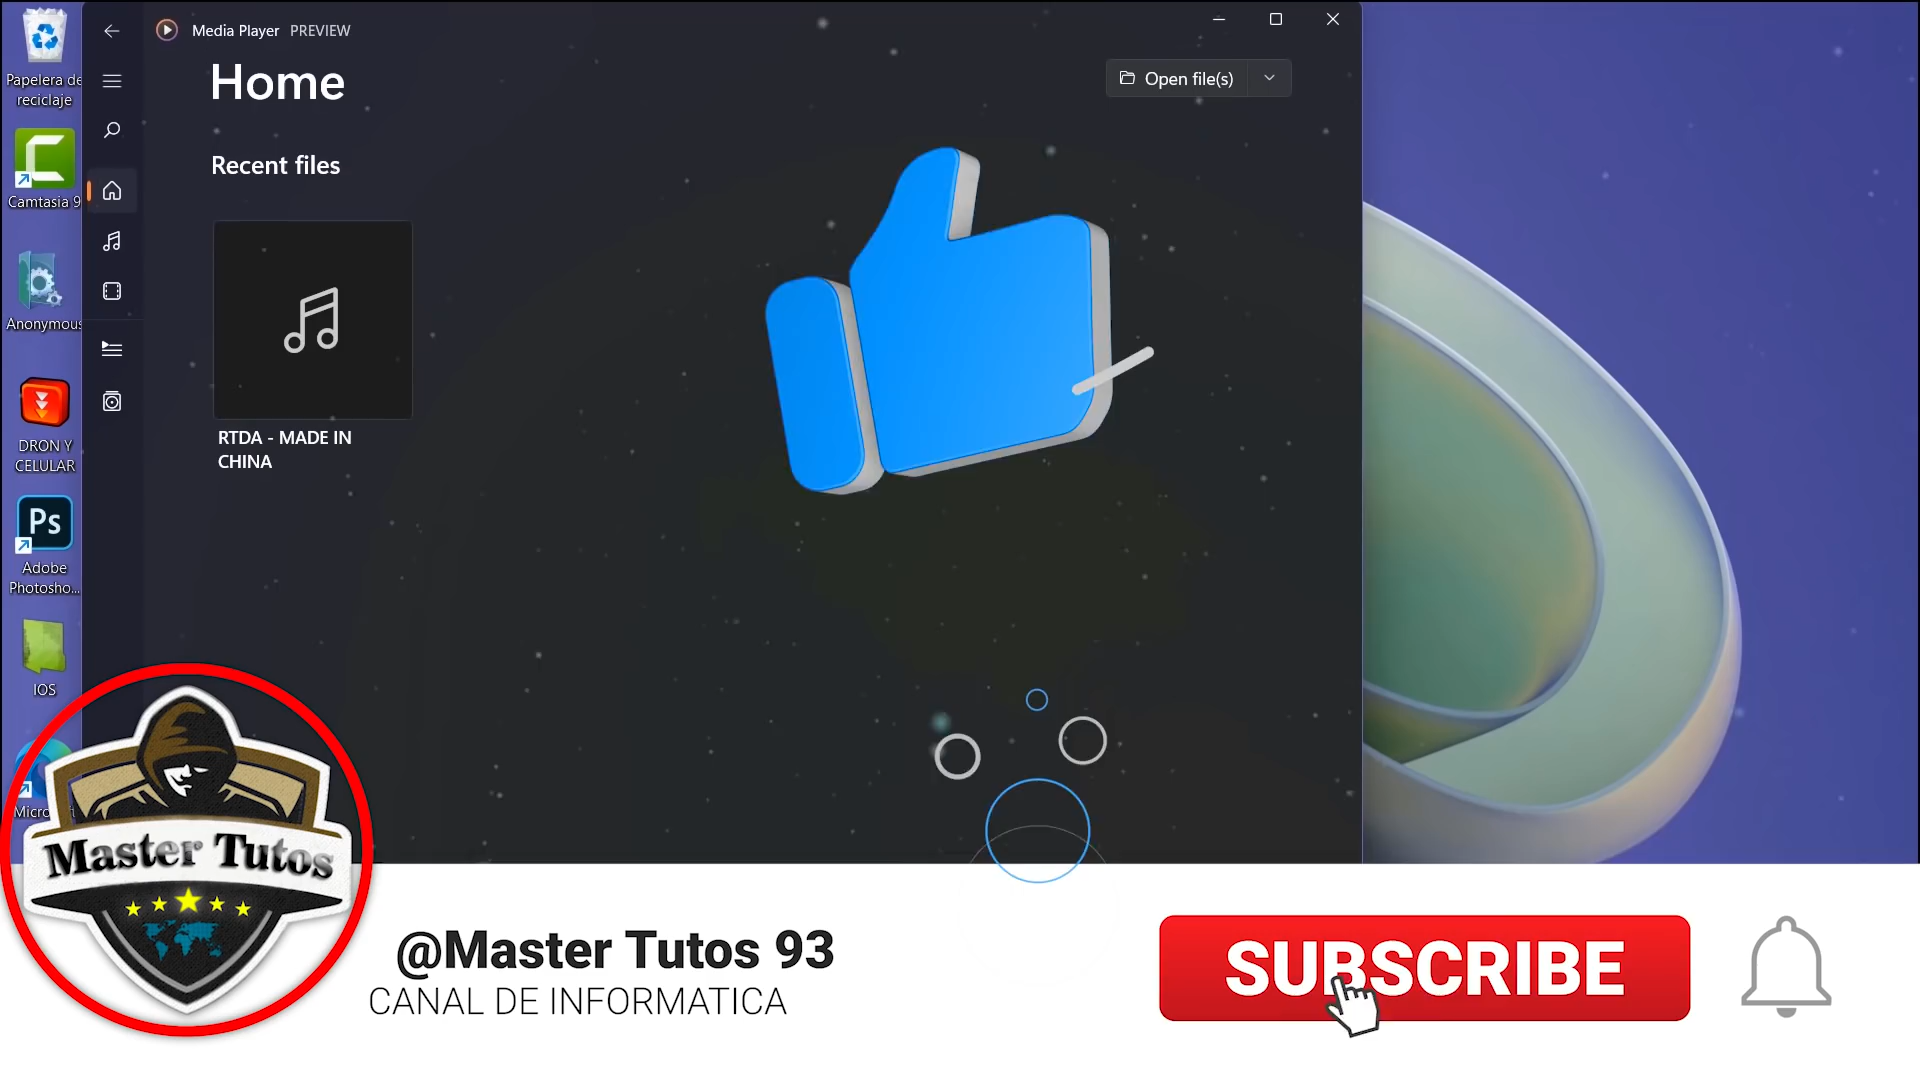 Papelera de
reciclaje
Camtasia 9
Anonymous
DRON Y
CELULAR
Ps
Adobe
Photosho...
IOS
Media Player PREVIEW
Home
Open file(s)
Recent files
RTDA - MADE IN
CHINA
Master Tutos
@Master Tutos 93
CANAL DE INFORMATICA
SUBSCRIBE